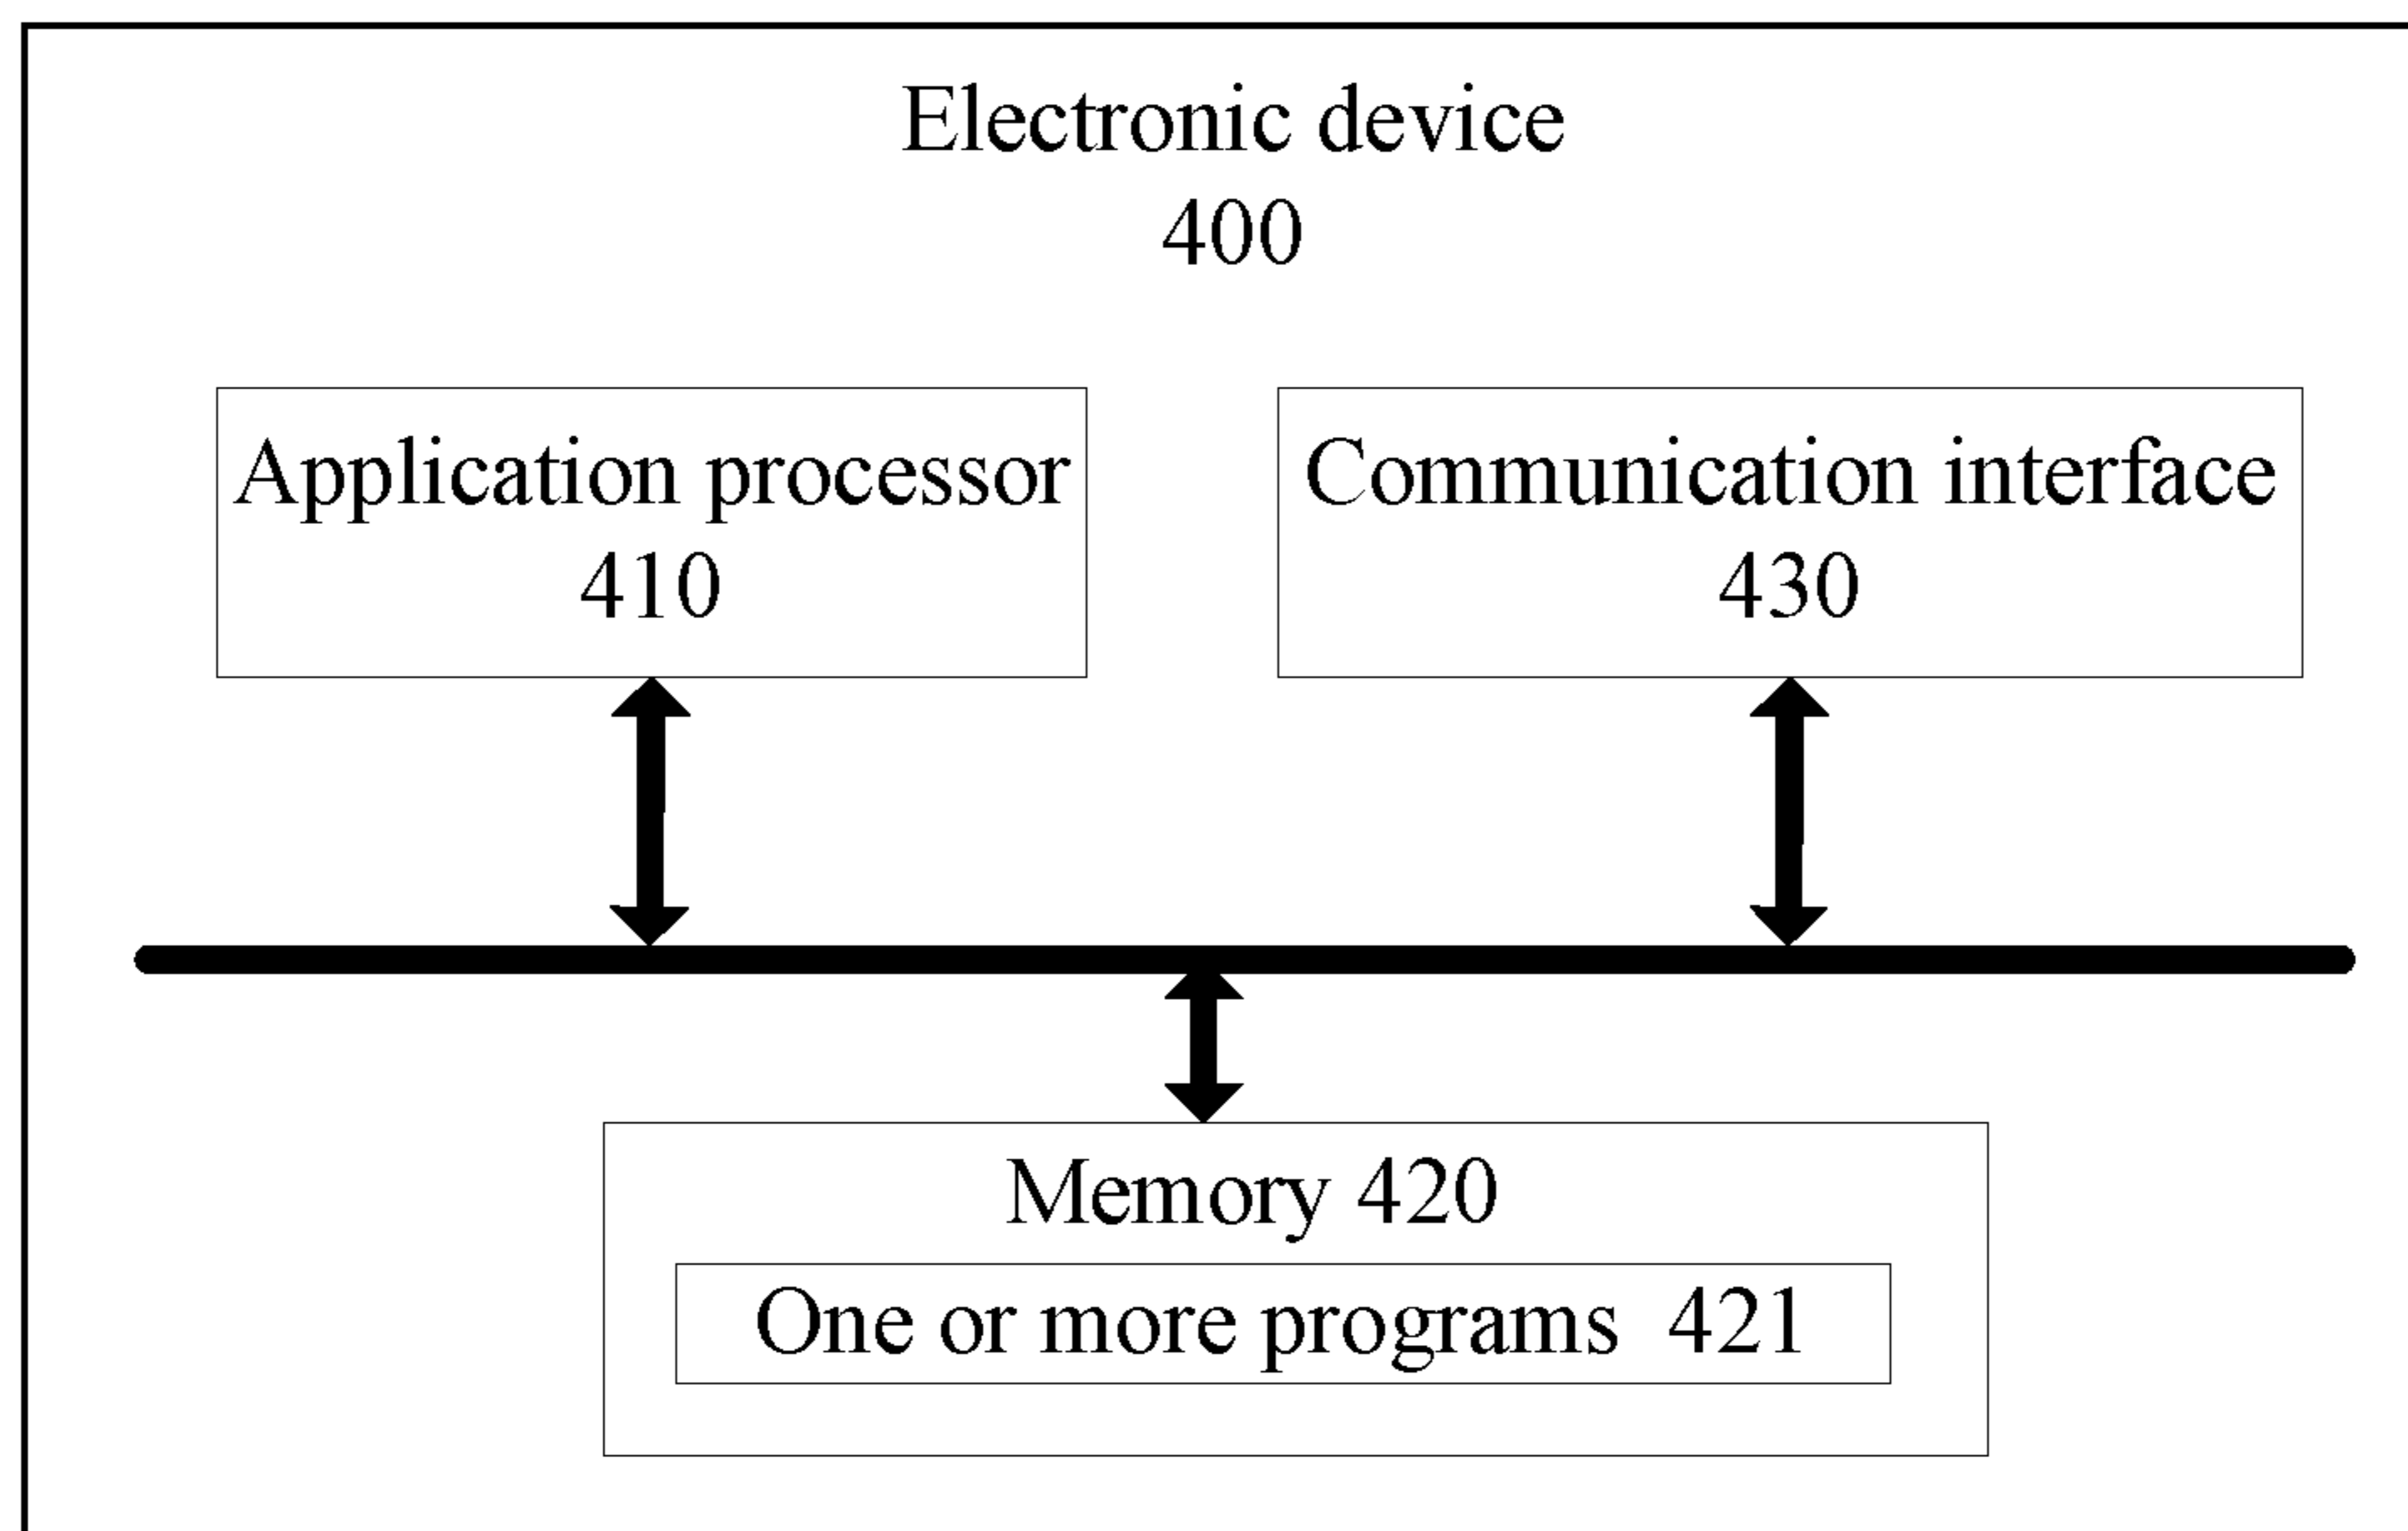 Electronic device
400
Application processor
410
Communication interface
430
Memory 420
One or more programs 421